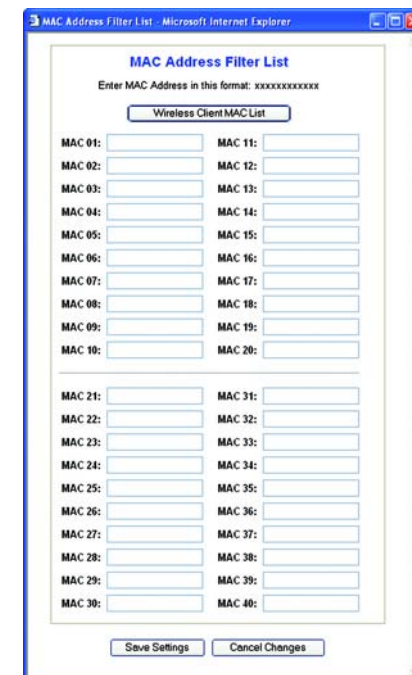 MAC Address Filter List - Microsoft Internet Explorer
MAC Address Filter List
Enter MAC Address in this format: xxxxxxxxxxxx
Wireless Client MAC List
MAC 01: MAC 11:
MAC 02: MAC 12:
MAC 03: MAC 13:
MAC 04: MAC 14:
MAC 05: MAC 15:
MAC 06: MAC 16:
MAC 07: MAC 17:
MAC 08: MAC 18:
MAC 09: MAC 19:
MAC 10: MAC 20:
MAC 21: MAC 31:
MAC 22: MAC 32:
MAC 23: MAC 33:
MAC 24: MAC 34:
MAC 25: MAC 35:
MAC 26: MAC 36:
MAC 27: MAC 37:
MAC 28: MAC 38:
MAC 29: MAC 39:
MAC 30: MAC 40:
Save Settings Cancel Changes